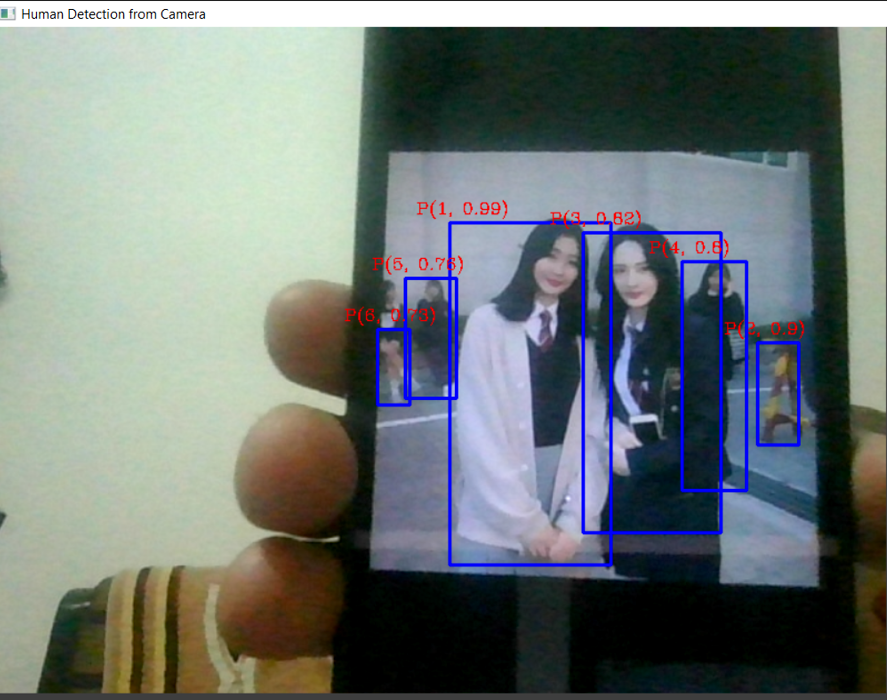 Human Detection from Camera
P(1, 0.99)
P(3, 0.62)
P(4, 0.8)
P(5, 0.76)
P(6, 0.73)
P(2, 0.9)